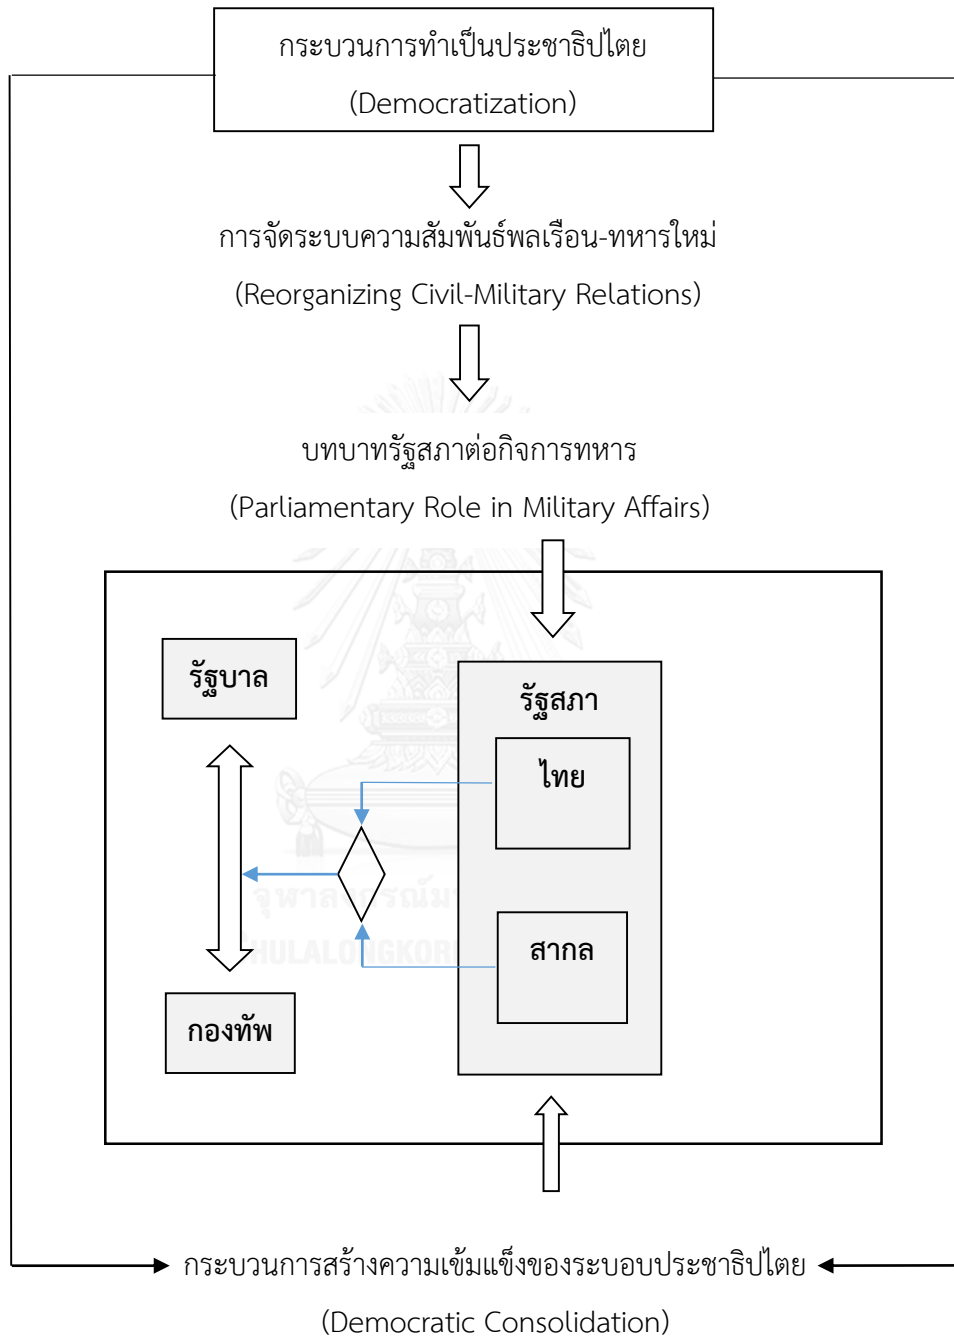 กระบวนการทำเป็นประชาธิปไตย
(Democratization)
การจัดระบบความสัมพันธ์พลเรือน-ทหารใหม่
(Reorganizing Civil-Military Relations)
บทบาทรัฐสภาต่อกิจการทหาร
(Parliamentary Role in Military Affairs)
รัฐบาล
รัฐสภา
ไทย
สากล
กองทัพ
กระบวนการสร้างความเข้มแข็งของระบอบประชาธิปไตย
(Democratic Consolidation)